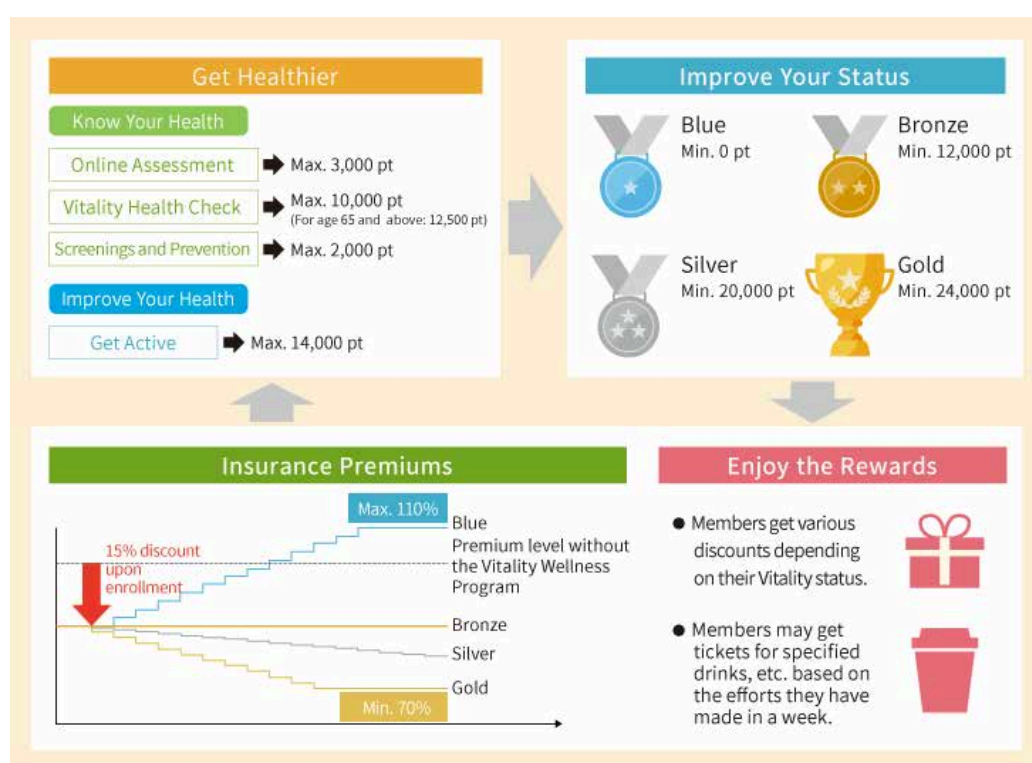 Get Healthier
Know Your Health
Online Assessment
Max. 3,000 pt
Vitality Health Check
Max. 10,000 pt
(For age 65 and above: 12,500 pt)
Screenings and Prevention
Max. 2,000 pt
Improve Your Health
Get Active
Max. 14,000 pt
Improve Your Status
Blue
Min. 0 pt
Bronze
Min. 12,000 pt
Silver
Min. 20,000 pt
Gold
Min. 24,000 pt
Insurance Premiums
Max. 110%
15% discount
upon
enrollment
Blue
Premium level without
the Vitality Wellness
Program
Bronze
Silver
Gold
Min. 70%
Enjoy the Rewards
● Members get various
discounts depending
on their Vitality status.
● Members may get
tickets for specified
drinks, etc. based on
the efforts they have
made in a week.